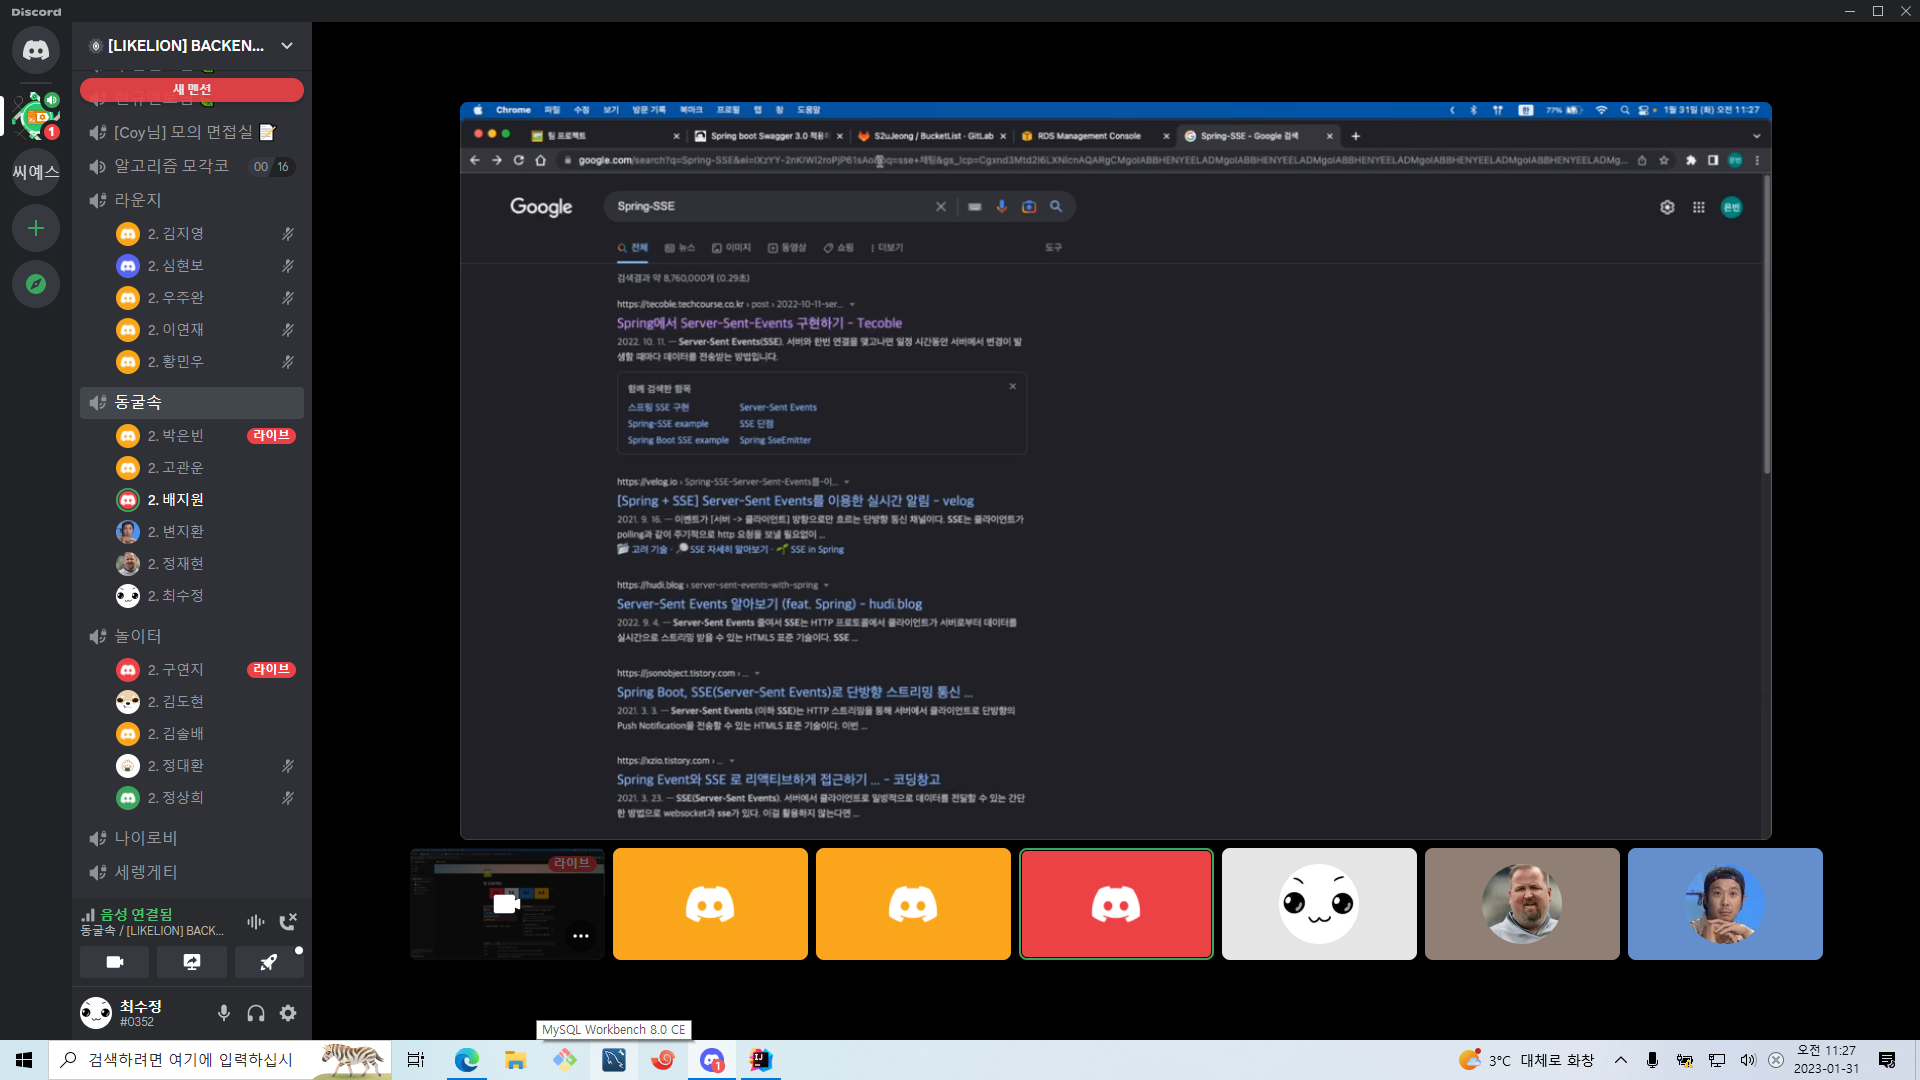 Discord
[LIKELION] BACKEN...
새 멘션
[Coy님] 모의 면접실
알고리즘 모각코 00 16
씨예스
라운지
2. 김지영
2. 심현보
2. 우주완
2. 이연재
2. 황민우
동굴속
2. 박은빈 라이브
2. 고관운
2. 배지원
2. 변지환
2. 정재현
2. 최수정
놀이터
2. 구연지 라이브
2. 김도현
2. 김솔배
2. 정대환
2. 정상희
나이로비
세렝게티
음성 연결됨
동굴속 / [LIKELION] BACK...
최수정
#0352
Chrome 파일 수정 보기 방문 기록 북마크 프로필 탭 창 도움말
77% 1월 31일 (화) 오전 11:27
팀 프로젝트
Spring boot Swagger 3.0 적용
S2uJeong / BucketList · GitLab
RDS Management Console
Spring-SSE - Google 검색
Google
Spring-SSE
은빈
전체 뉴스 이미지 동영상 쇼핑 더보기 도구
검색결과 약 8,760,000개 (0.29초)
https://tecoble.techcourse.co.kr › post › 2022-10-11-ser...
Spring에서 Server-Sent-Events 구현하기 - Tecoble
2022. 10. 11. — Server-Sent Events(SSE). 서버와 한번 연결을 맺고나면 일정 시간동안 서버에서 변경이 발
생할 때마다 데이터를 전송받는 방법입니다.
함께 검색한 항목
스프링 SSE 구현 Server-Sent Events
Spring-SSE example SSE 단점
Spring Boot SSE example Spring SseEmitter
https://velog.io › Spring-SSE-Server-Sent-Events를-이...
[Spring + SSE] Server-Sent Events를 이용한 실시간 알림 - velog
2021. 9. 16. — 이벤트가 [서버 -> 클라이언트] 방향으로만 흐르는 단방향 통신 채널이다. SSE는 클라이언트가
polling과 같이 주기적으로 http 요청을 보낼 필요없이 ...
고려 기술 · SSE 자세히 알아보기 · SSE in Spring
https://hudi.blog › server-sent-events-with-spring
Server-Sent Events 알아보기 (feat. Spring) - hudi.blog
2022. 9. 4. — Server-Sent Events 줄여서 SSE는 HTTP 프로토콜에서 클라이언트가 서버로부터 데이터를
실시간으로 스트리밍 받을 수 있는 HTML5 표준 기술이다. SSE ...
https://jsonobject.tistory.com › ...
Spring Boot, SSE(Server-Sent Events)로 단방향 스트리밍 통신 ...
2021. 3. 3. — Server-Sent Events (이하 SSE)는 HTTP 스트리밍을 통해 서버에서 클라이언트로 단방향의
Push Notification을 전송할 수 있는 HTML5 표준 기술이다. 이번 ...
https://xzio.tistory.com › ...
Spring Event와 SSE 로 리액티브하게 접근하기 ... - 코딩창고
2021. 3. 23. — SSE(Server-Sent Events). 서버에서 클라이언트로 일방적으로 데이터를 전달할 수 있는 간단
한 방법으로 websocket과 sse가 있다. 이걸 활용하지 않는다면 ...
라이브
MySQL Workbench 8.0 CE
검색하려면 여기에 입력하십시
3°C 대체로 화창
오전 11:27
2023-01-31